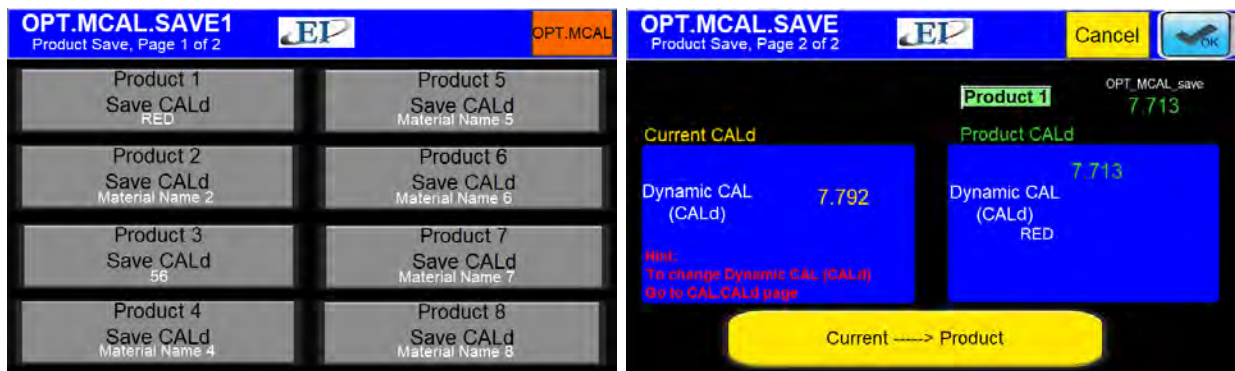 OPT.MCAL.SAVE1
Product Save, Page 1 of 2
EI
OPT.MCAL
Product 1
Save CALd
RED
Product 5
Save CALd
Material Name 5
Product 2
Save CALd
Material Name 2
Product 6
Save CALd
Material Name 6
Product 3
Save CALd
56
Product 7
Save CALd
Material Name 7
Product 4
Save CALd
Material Name 4
Product 8
Save CALd
Material Name 8
OPT.MCAL.SAVE
Product Save, Page 2 of 2
EI
Cancel
OK
Product 1
OPT_MCAL_save
7.713
Current CALd
Dynamic CAL
(CALd)
7.792
Hint:
To change Dynamic CAL (CALd)
Go to CAL.CALd page
Product CALd
7.713
Dynamic CAL
(CALd)
RED
Current -----> Product